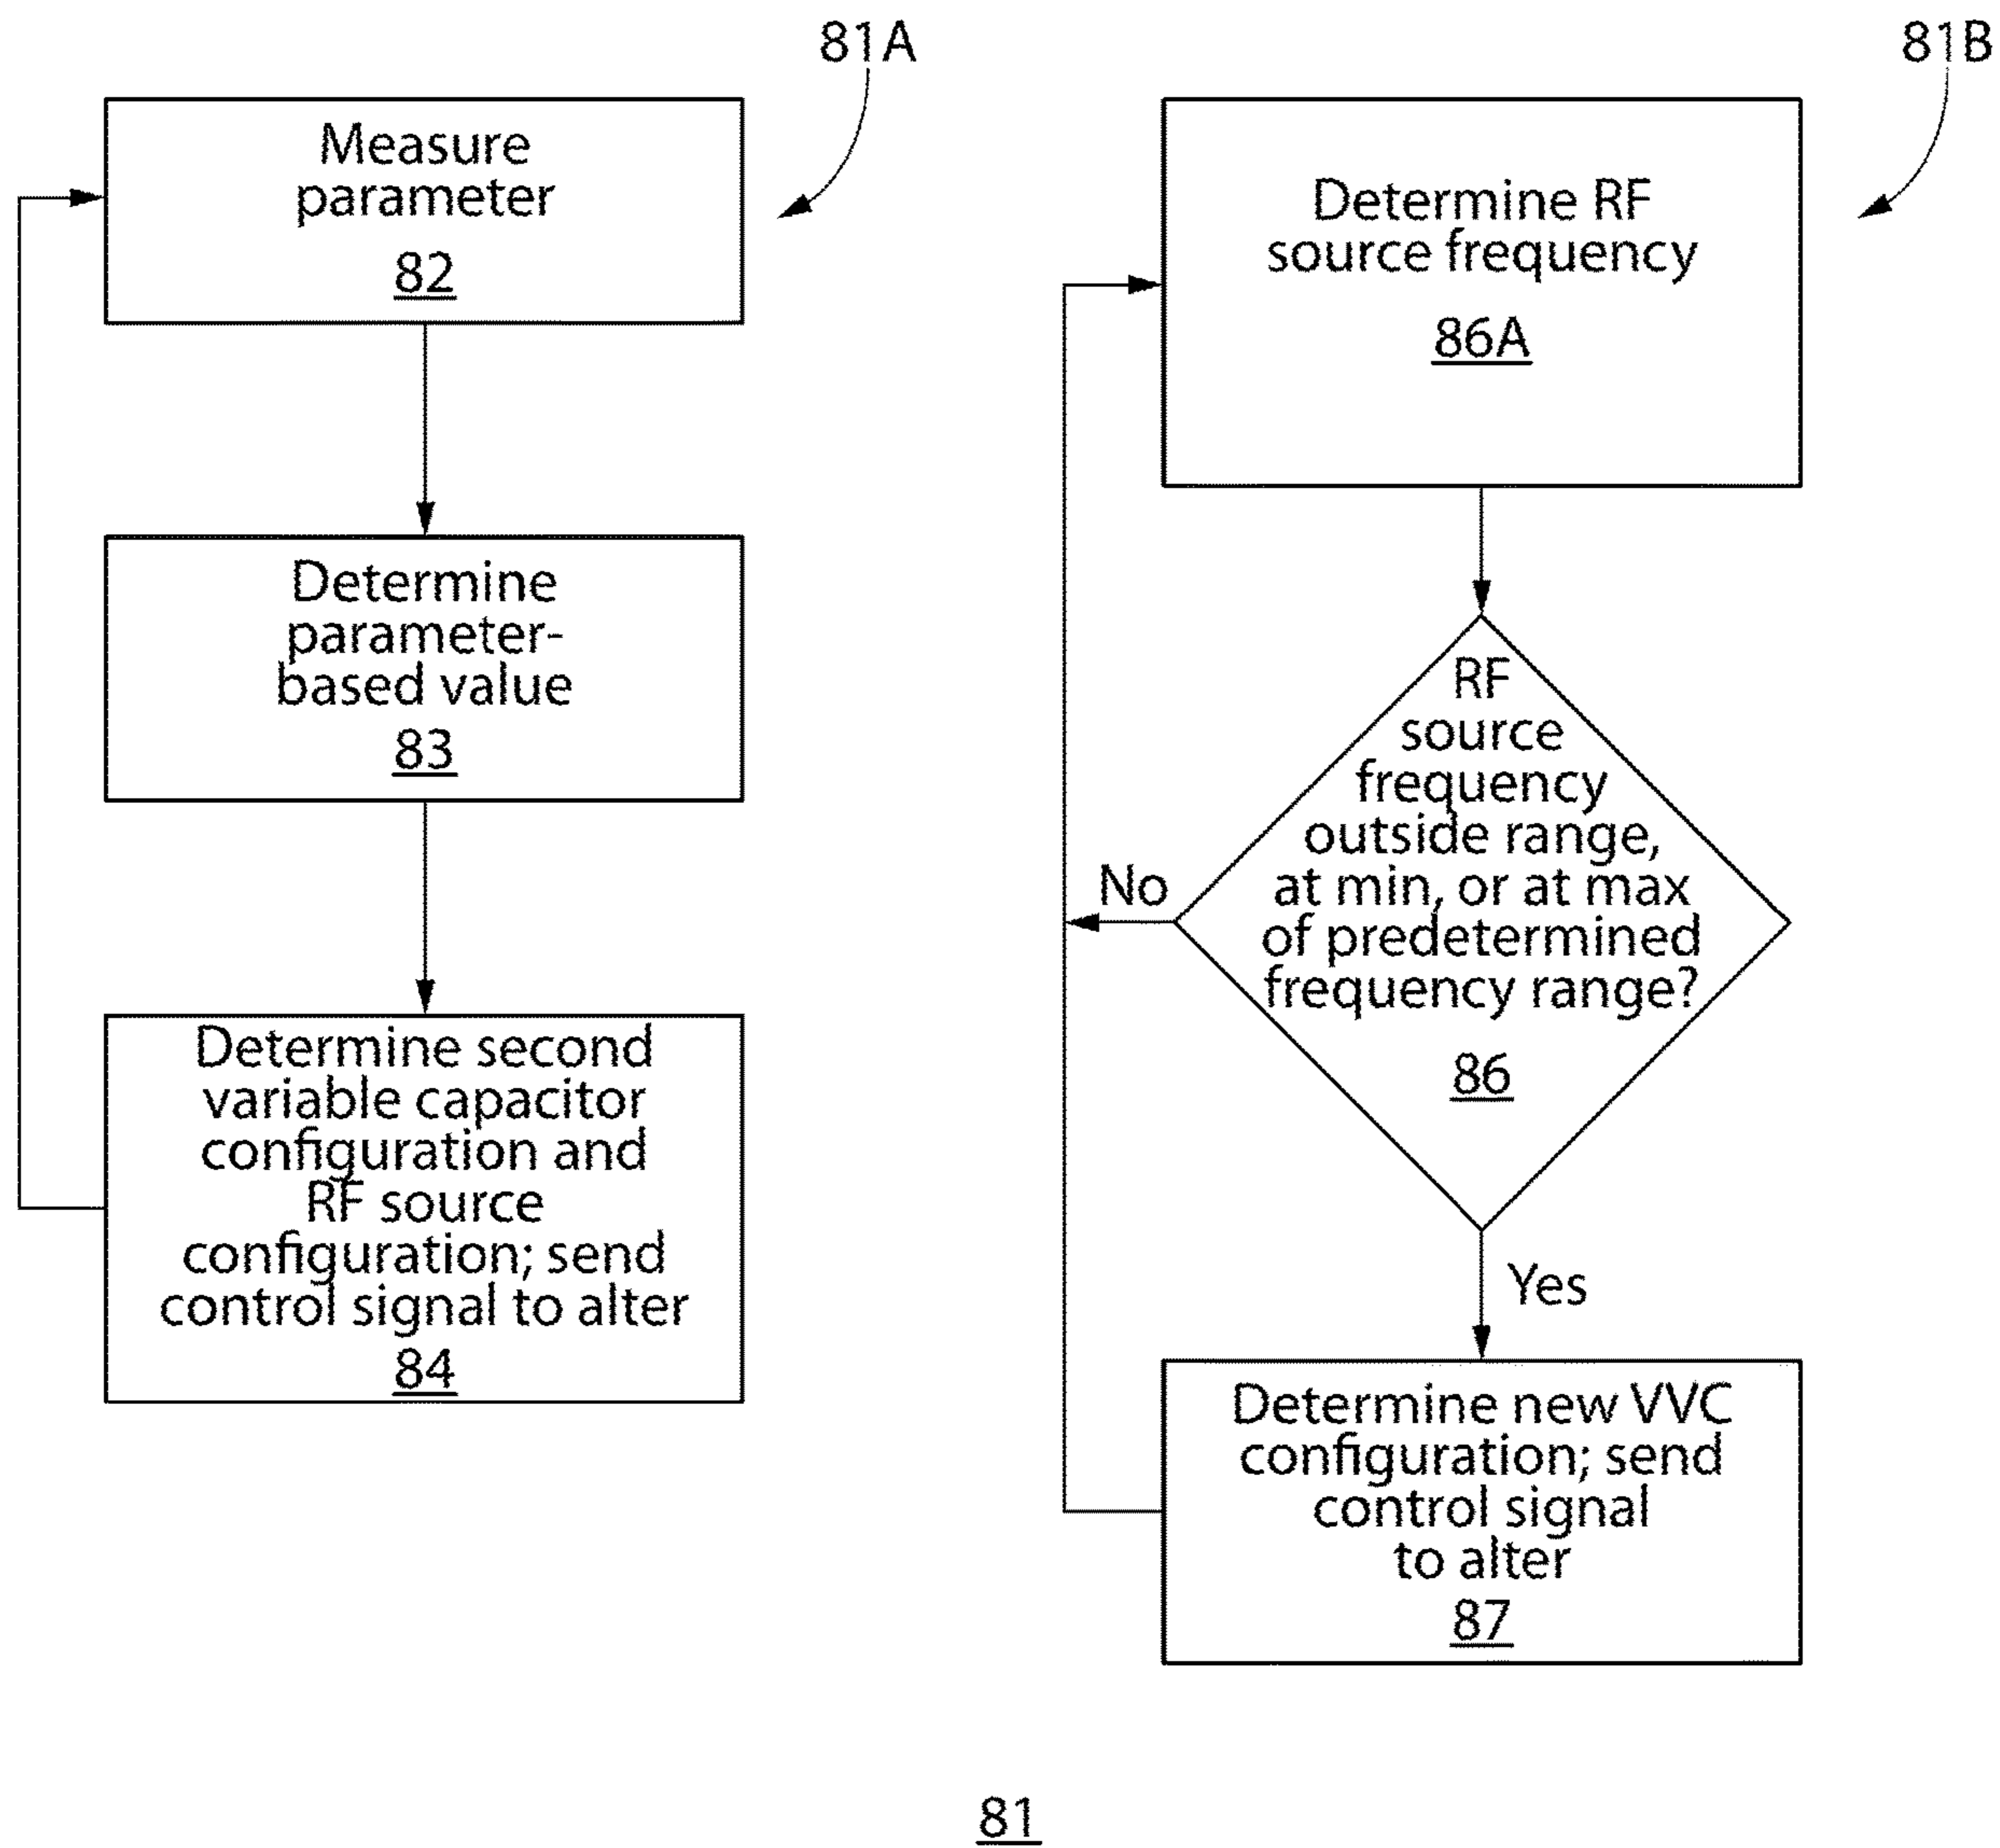 81A
Measure
parameter
82
Determine
parameter-
based value
83
Determine second
variable capacitor
configuration and
RF source
configuration; send
control signal to alter
84
81B
Determine RF
source frequency
86A
RF
source
frequency
outside range,
at min, or at max
of predetermined
frequency range?
86
No
Yes
Determine new VVC
configuration; send
control signal
to alter
87
81